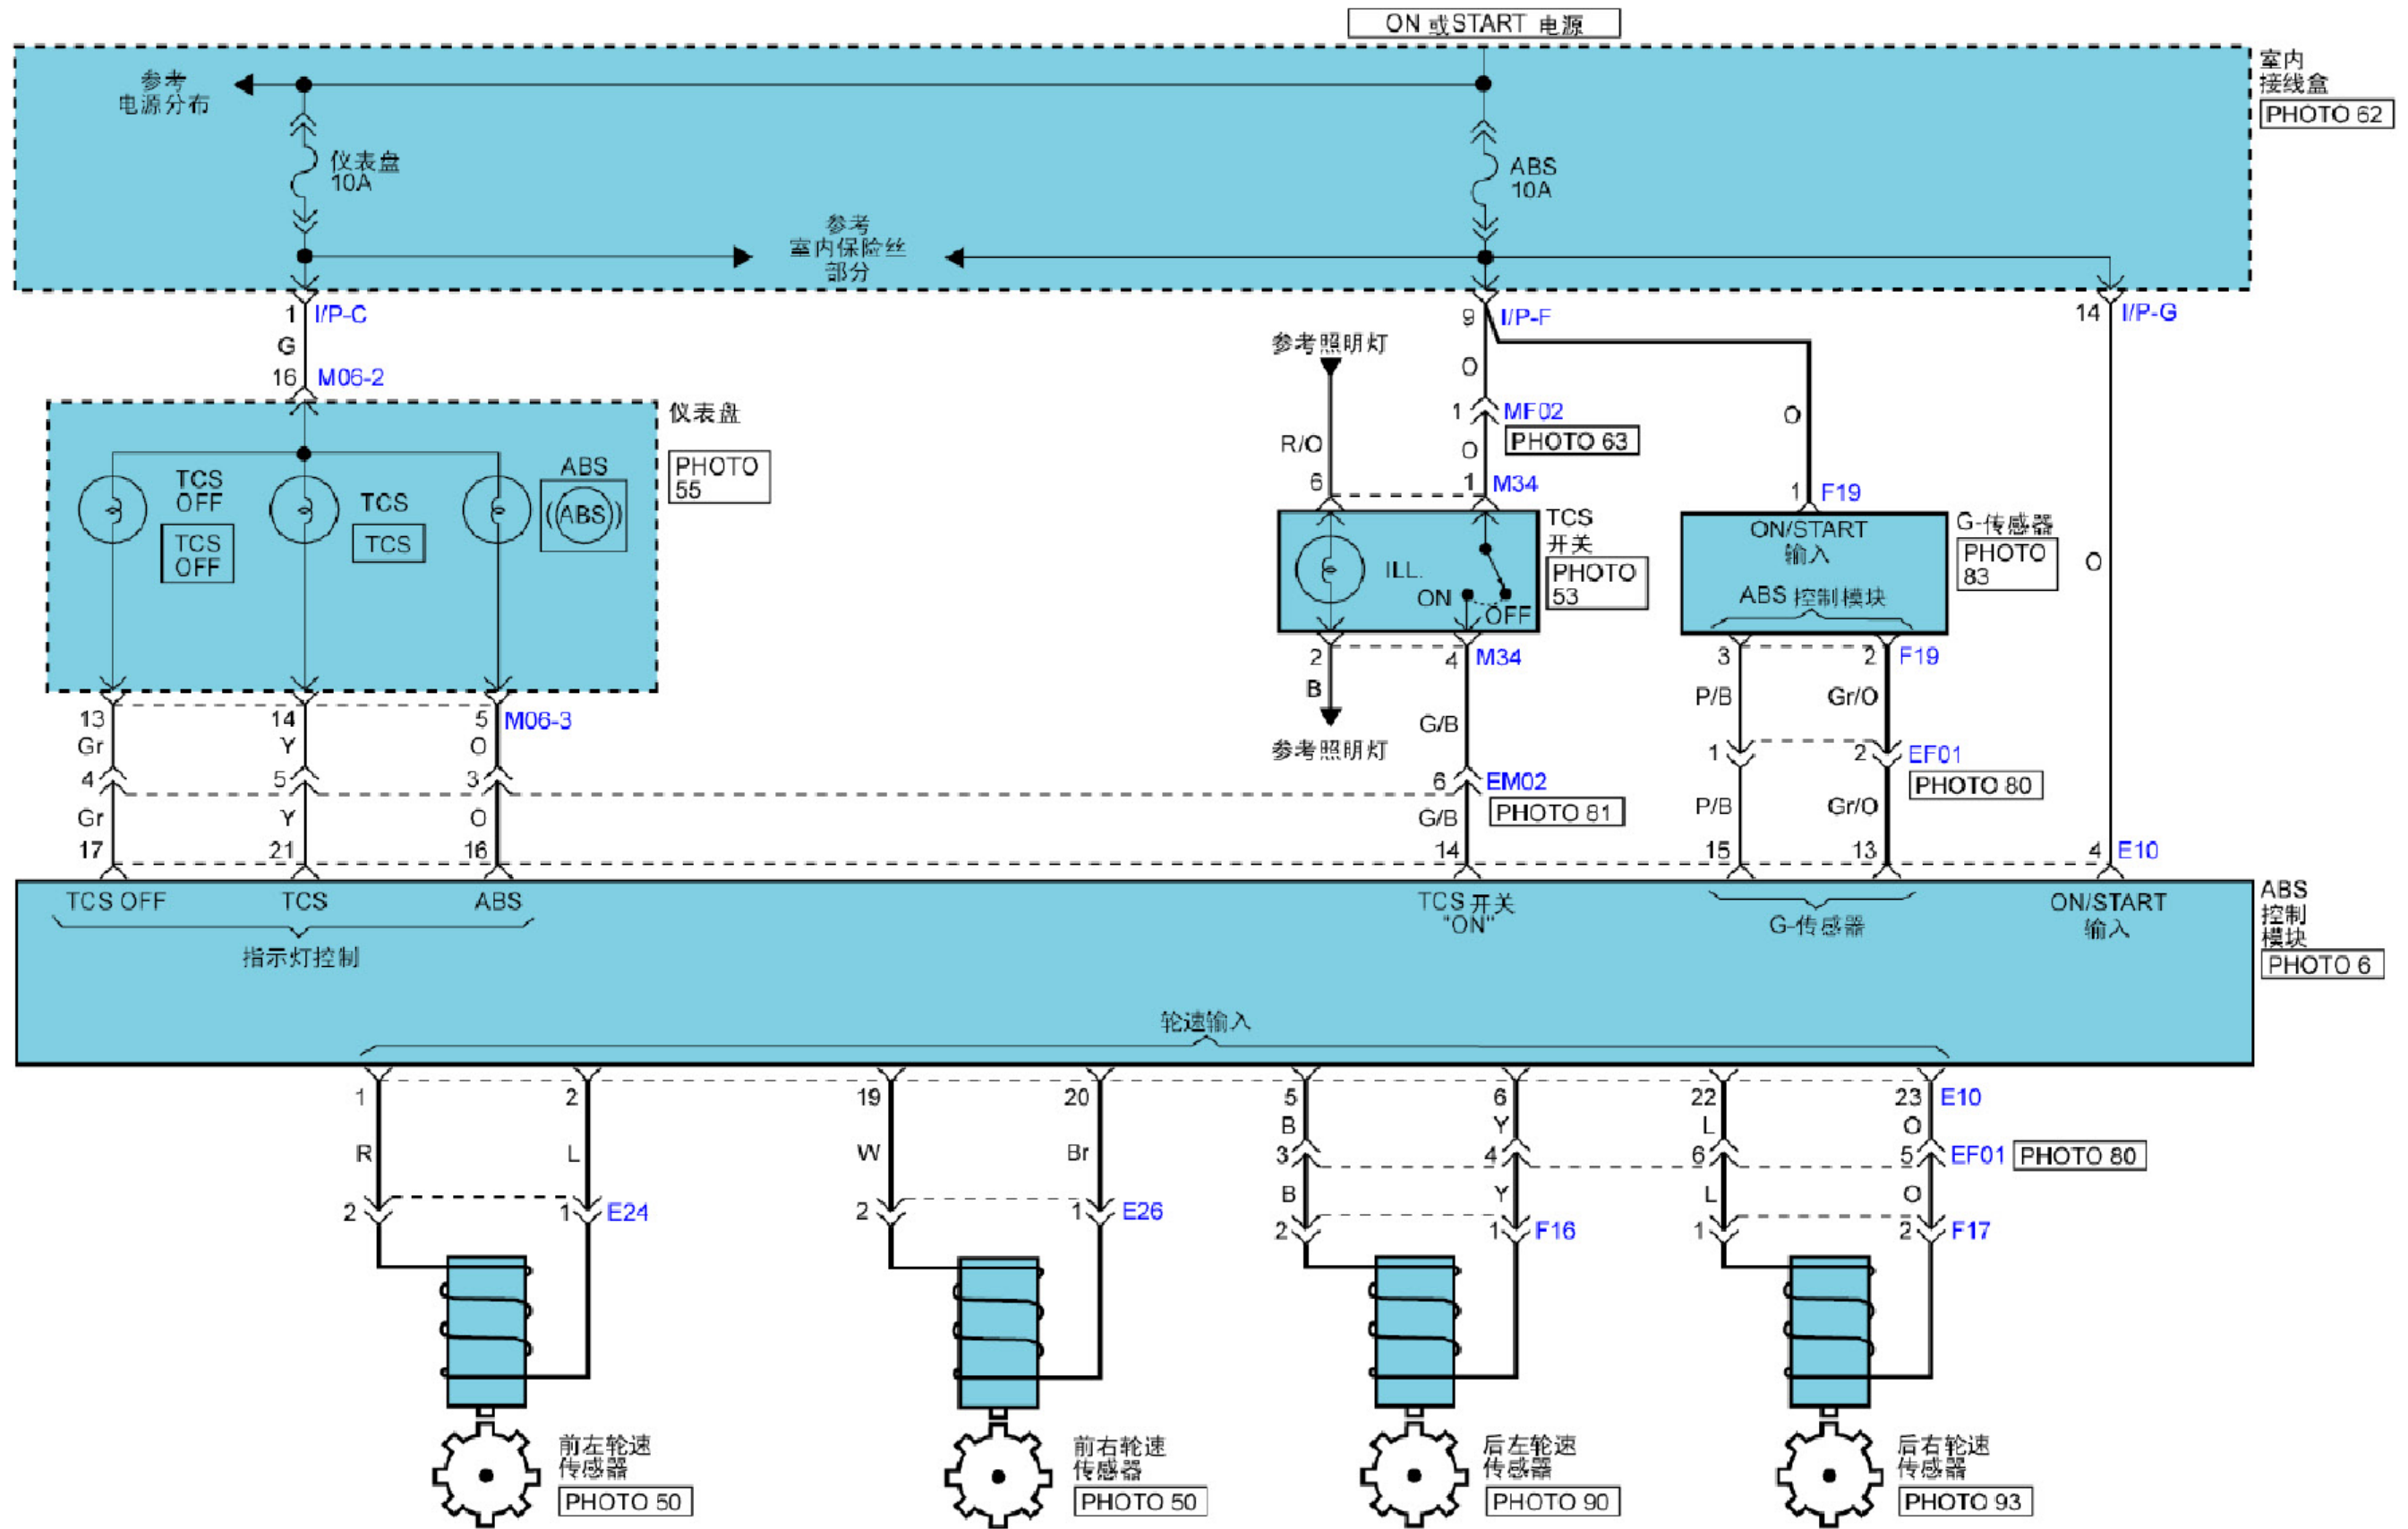 ON 或START 电源
参考
电源分布
仪表盘
10A
ABS
10A
参考
室内保险丝
部分
室内
接线盒
PHOTO 62
1 I/P-C
G
16 M06-2
9 I/P-F
14 I/P-G
参考照明灯
O
1 MF02
PHOTO 63
R/O
O
O
6
1 M34
1 F19
O
仪表盘
PHOTO
55
TCS
OFF
TCS
OFF
TCS
TCS
ABS
((ABS))
TCS
开关
PHOTO
53
ILL.
ON
OFF
ON/START
输入
ABS 控制模块
G-传感器
PHOTO
83
2
4 M34
3
2 F19
B
G/B
P/B
Gr/O
参考照明灯
13
14
5 M06-3
Gr
Y
O
4
5
3
6 EM02
PHOTO 81
1
2 EF01
PHOTO 80
Gr
Y
O
G/B
P/B
Gr/O
17
21
16
14
15
13
4 E10
TCS OFF
TCS
ABS
指示灯控制
TCS 开关
"ON"
G-传感器
ON/START
输入
ABS
控制
模块
PHOTO 6
轮速输入
1
2
19
20
5
6
22
23 E10
R
L
W
Br
B
Y
L
O
3
4
6
5 EF01 PHOTO 80
B
Y
L
O
2
1 E24
2
1 E26
2
1 F16
1
2 F17
前左轮速
传感器
PHOTO 50
前右轮速
传感器
PHOTO 50
后左轮速
传感器
PHOTO 90
后右轮速
传感器
PHOTO 93